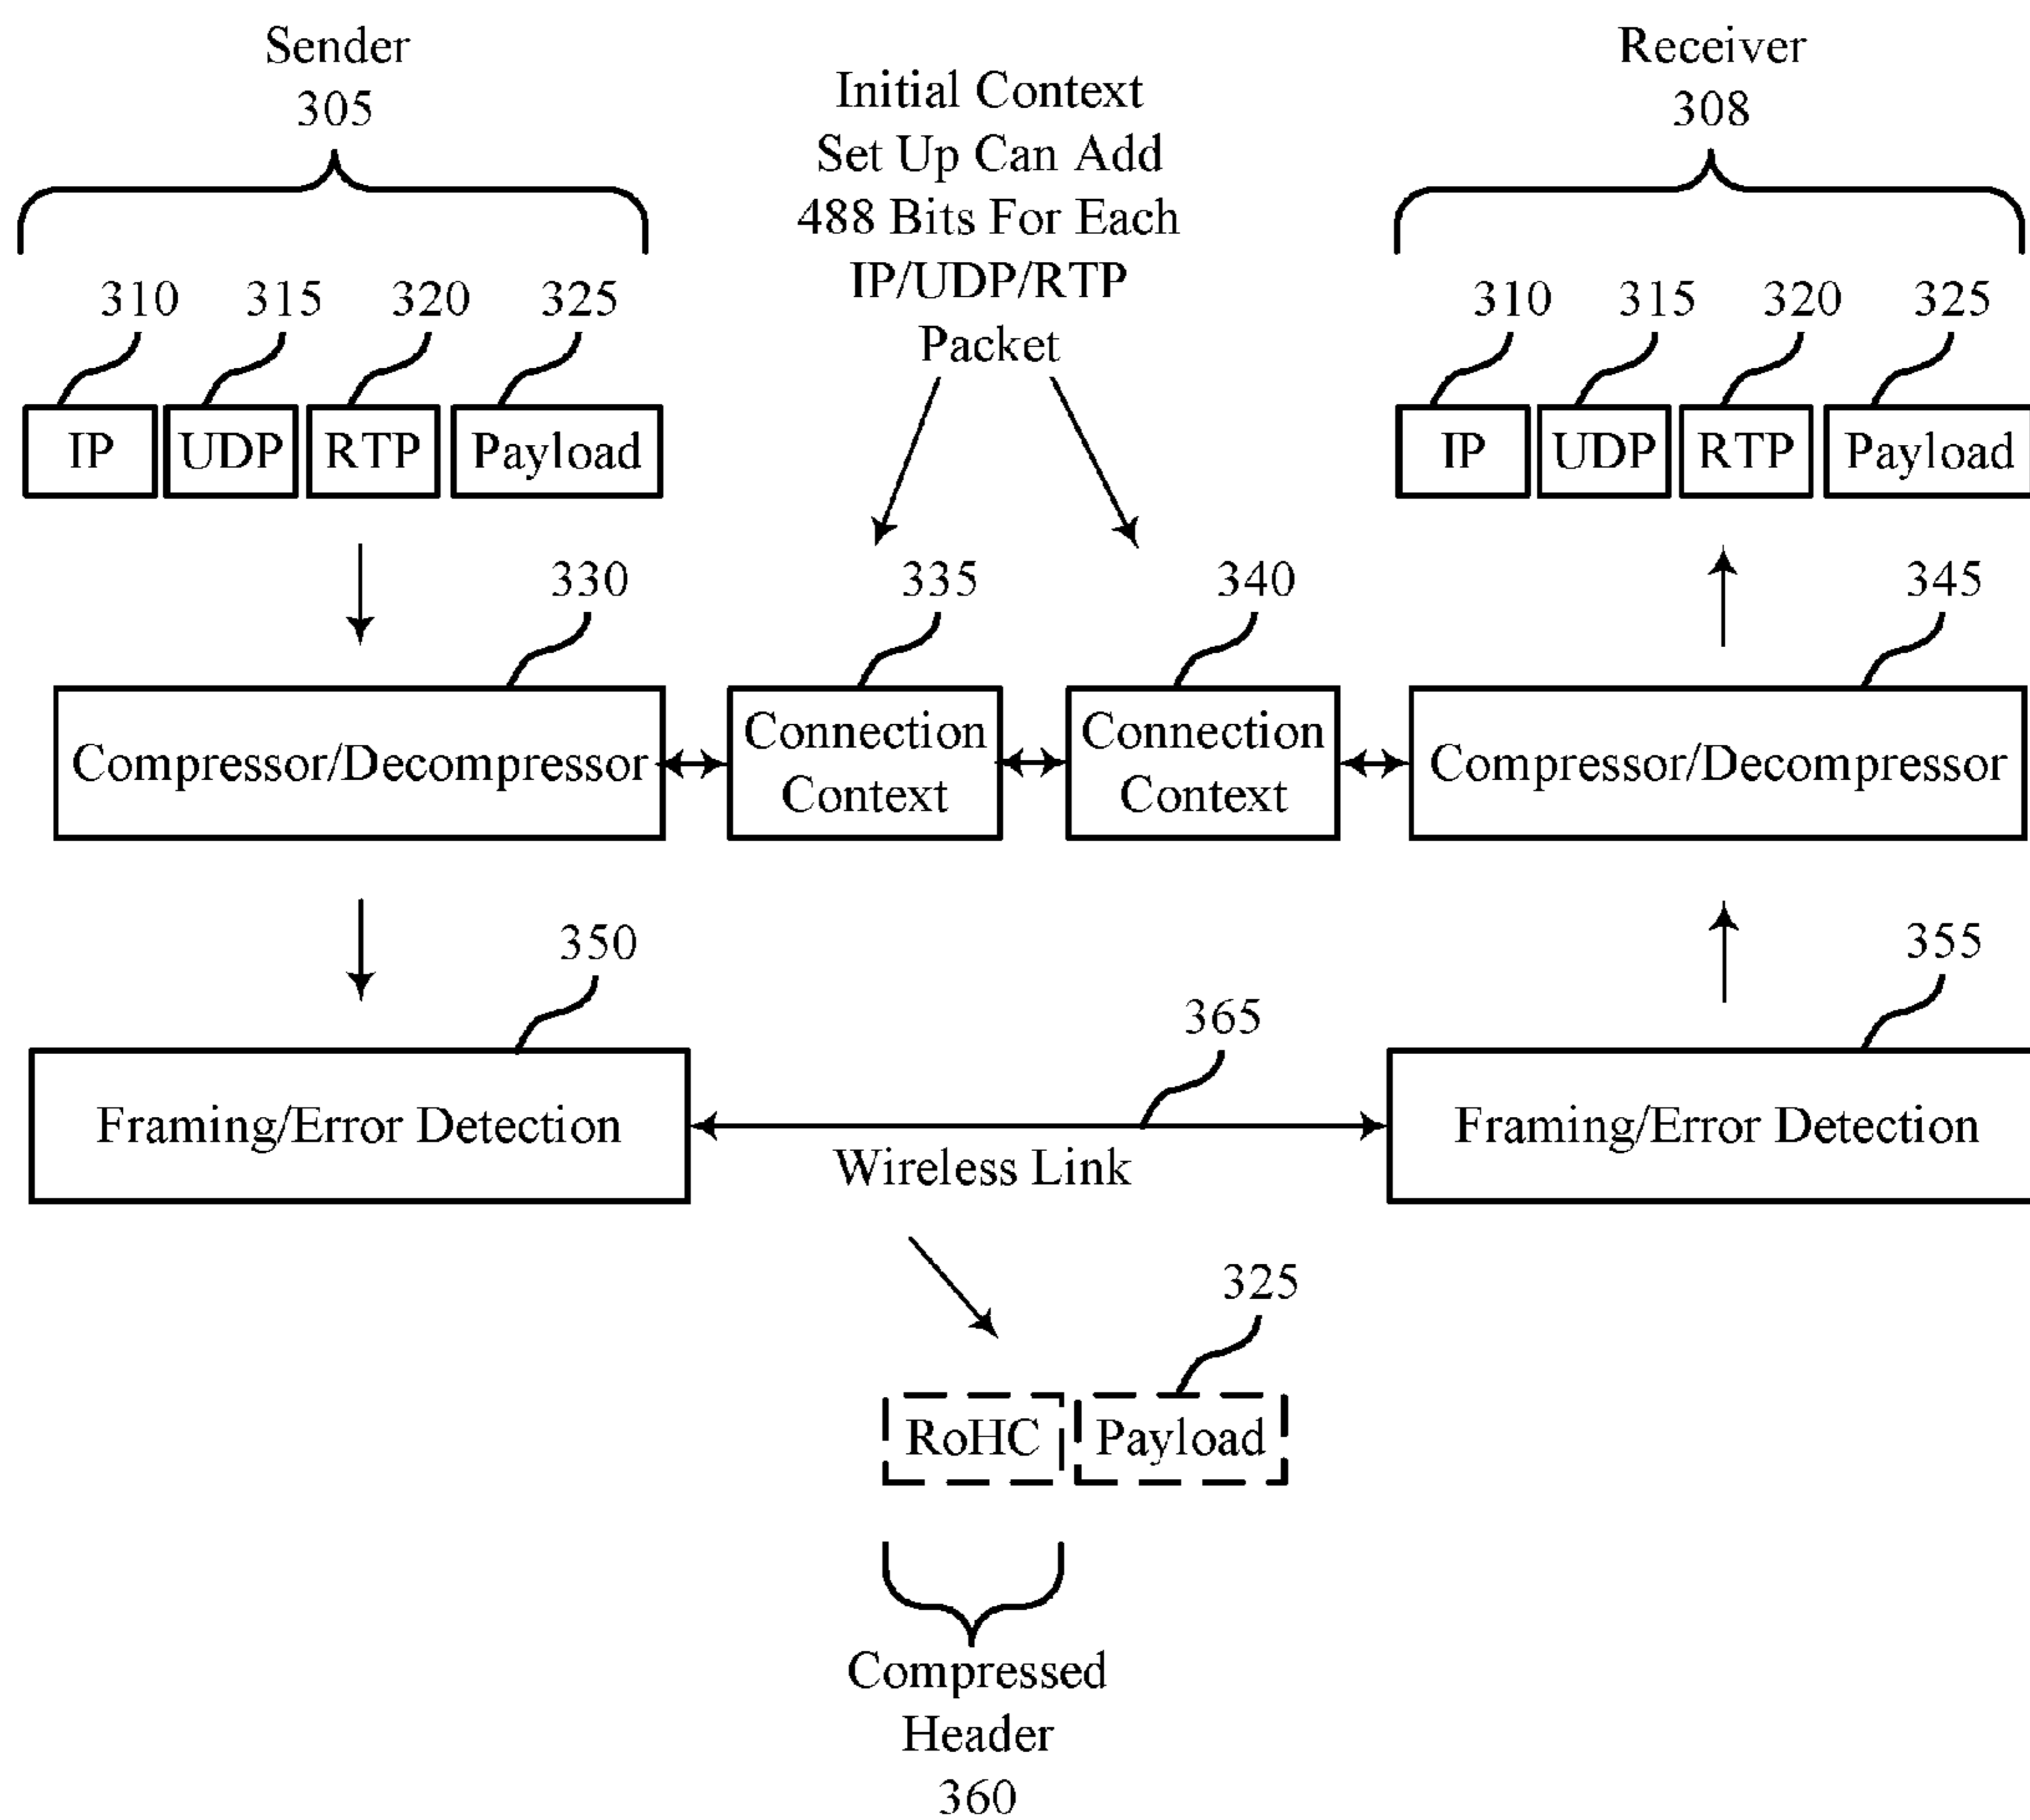 Sender
305
Initial Context
Set Up Can Add
488 Bits For Each
IP/UDP/RTP
Packet
Receiver
308
310 315 320 325
310 315 320 325
IP UDP RTP Payload
IP UDP RTP Payload
330 335 340 345
Compressor/Decompressor
Connection
Context
Connection
Context
Compressor/Decompressor
350
365
355
Framing/Error Detection
Wireless Link
Framing/Error Detection
325
RoHC Payload
Compressed
Header
360